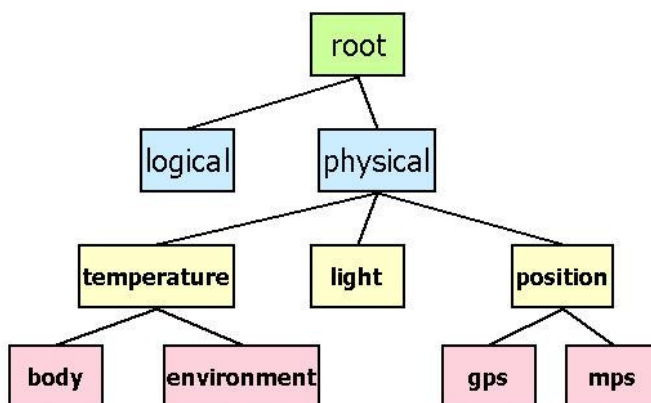 root
logical
physical
temperature
light
position
body
environment
gps
mps